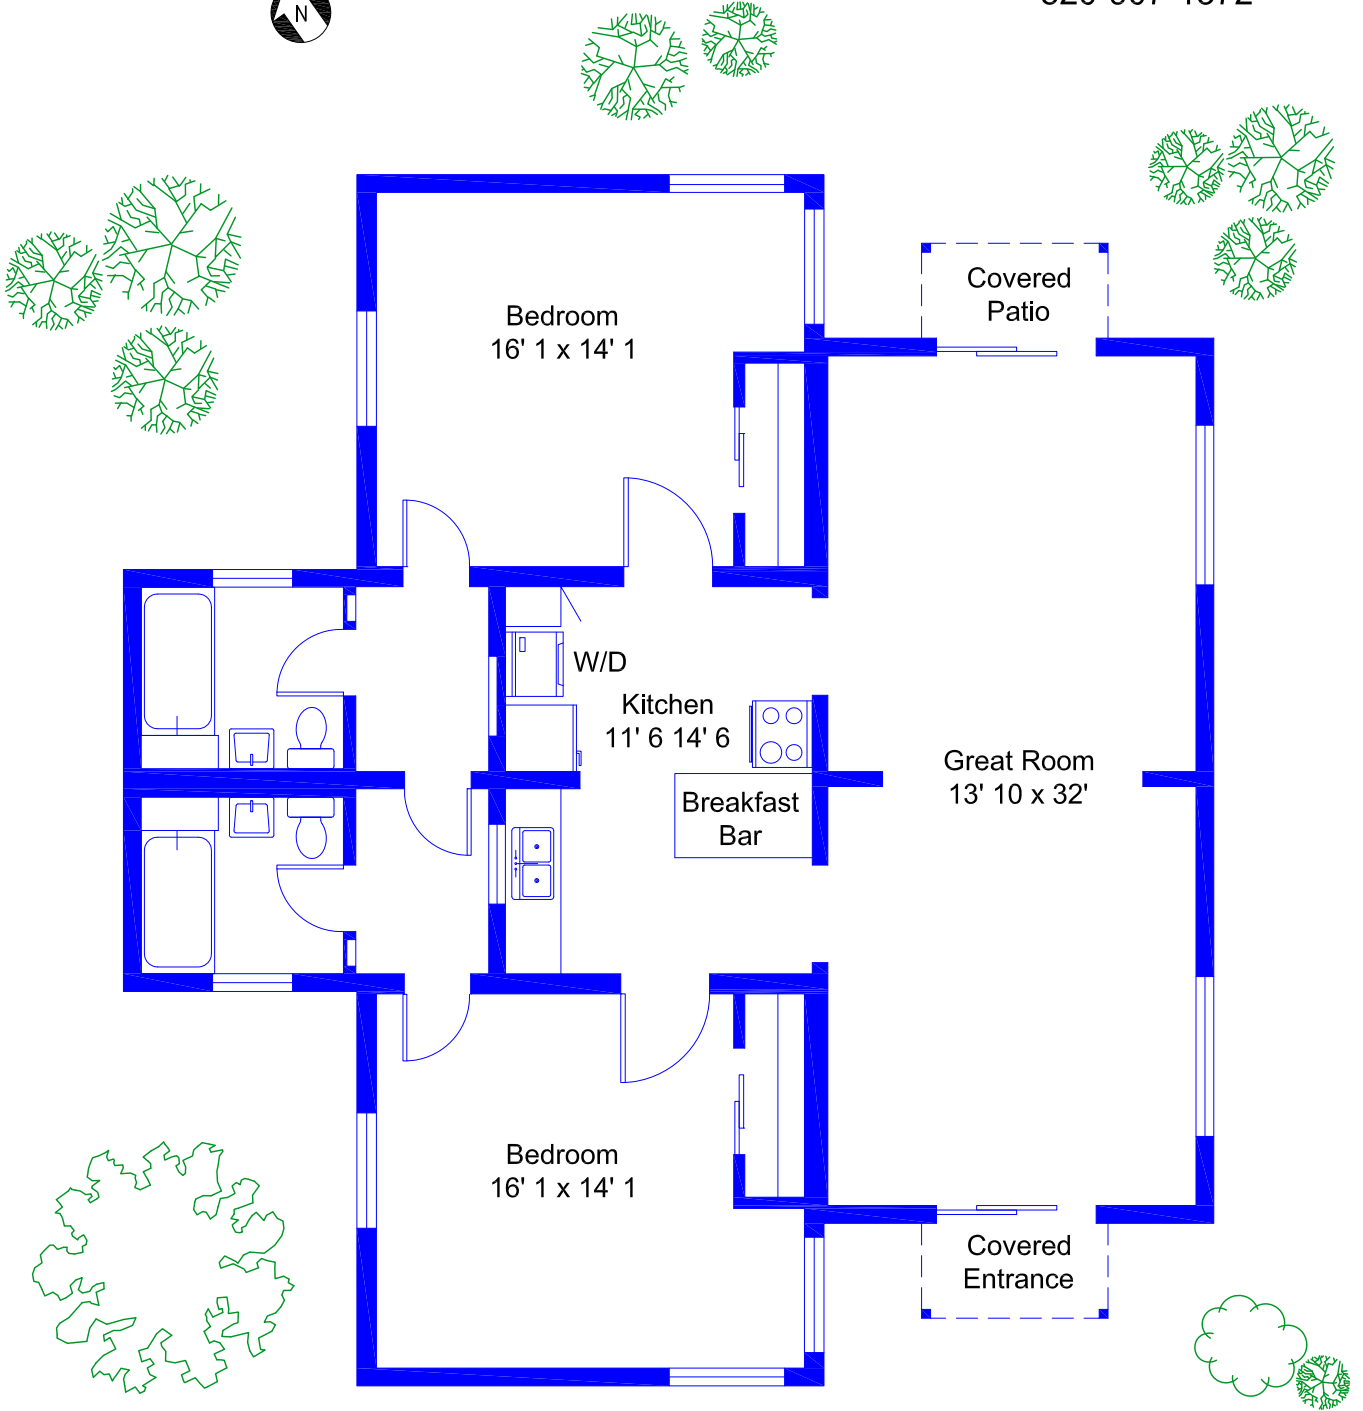 N
Covered
Patio
Bedroom
16' 1 x 14' 1
W/D
Kitchen
11' 6 14' 6
Great Room
13' 10 x 32'
Breakfast
Bar
Bedroom
16' 1 x 14' 1
Covered
Entrance